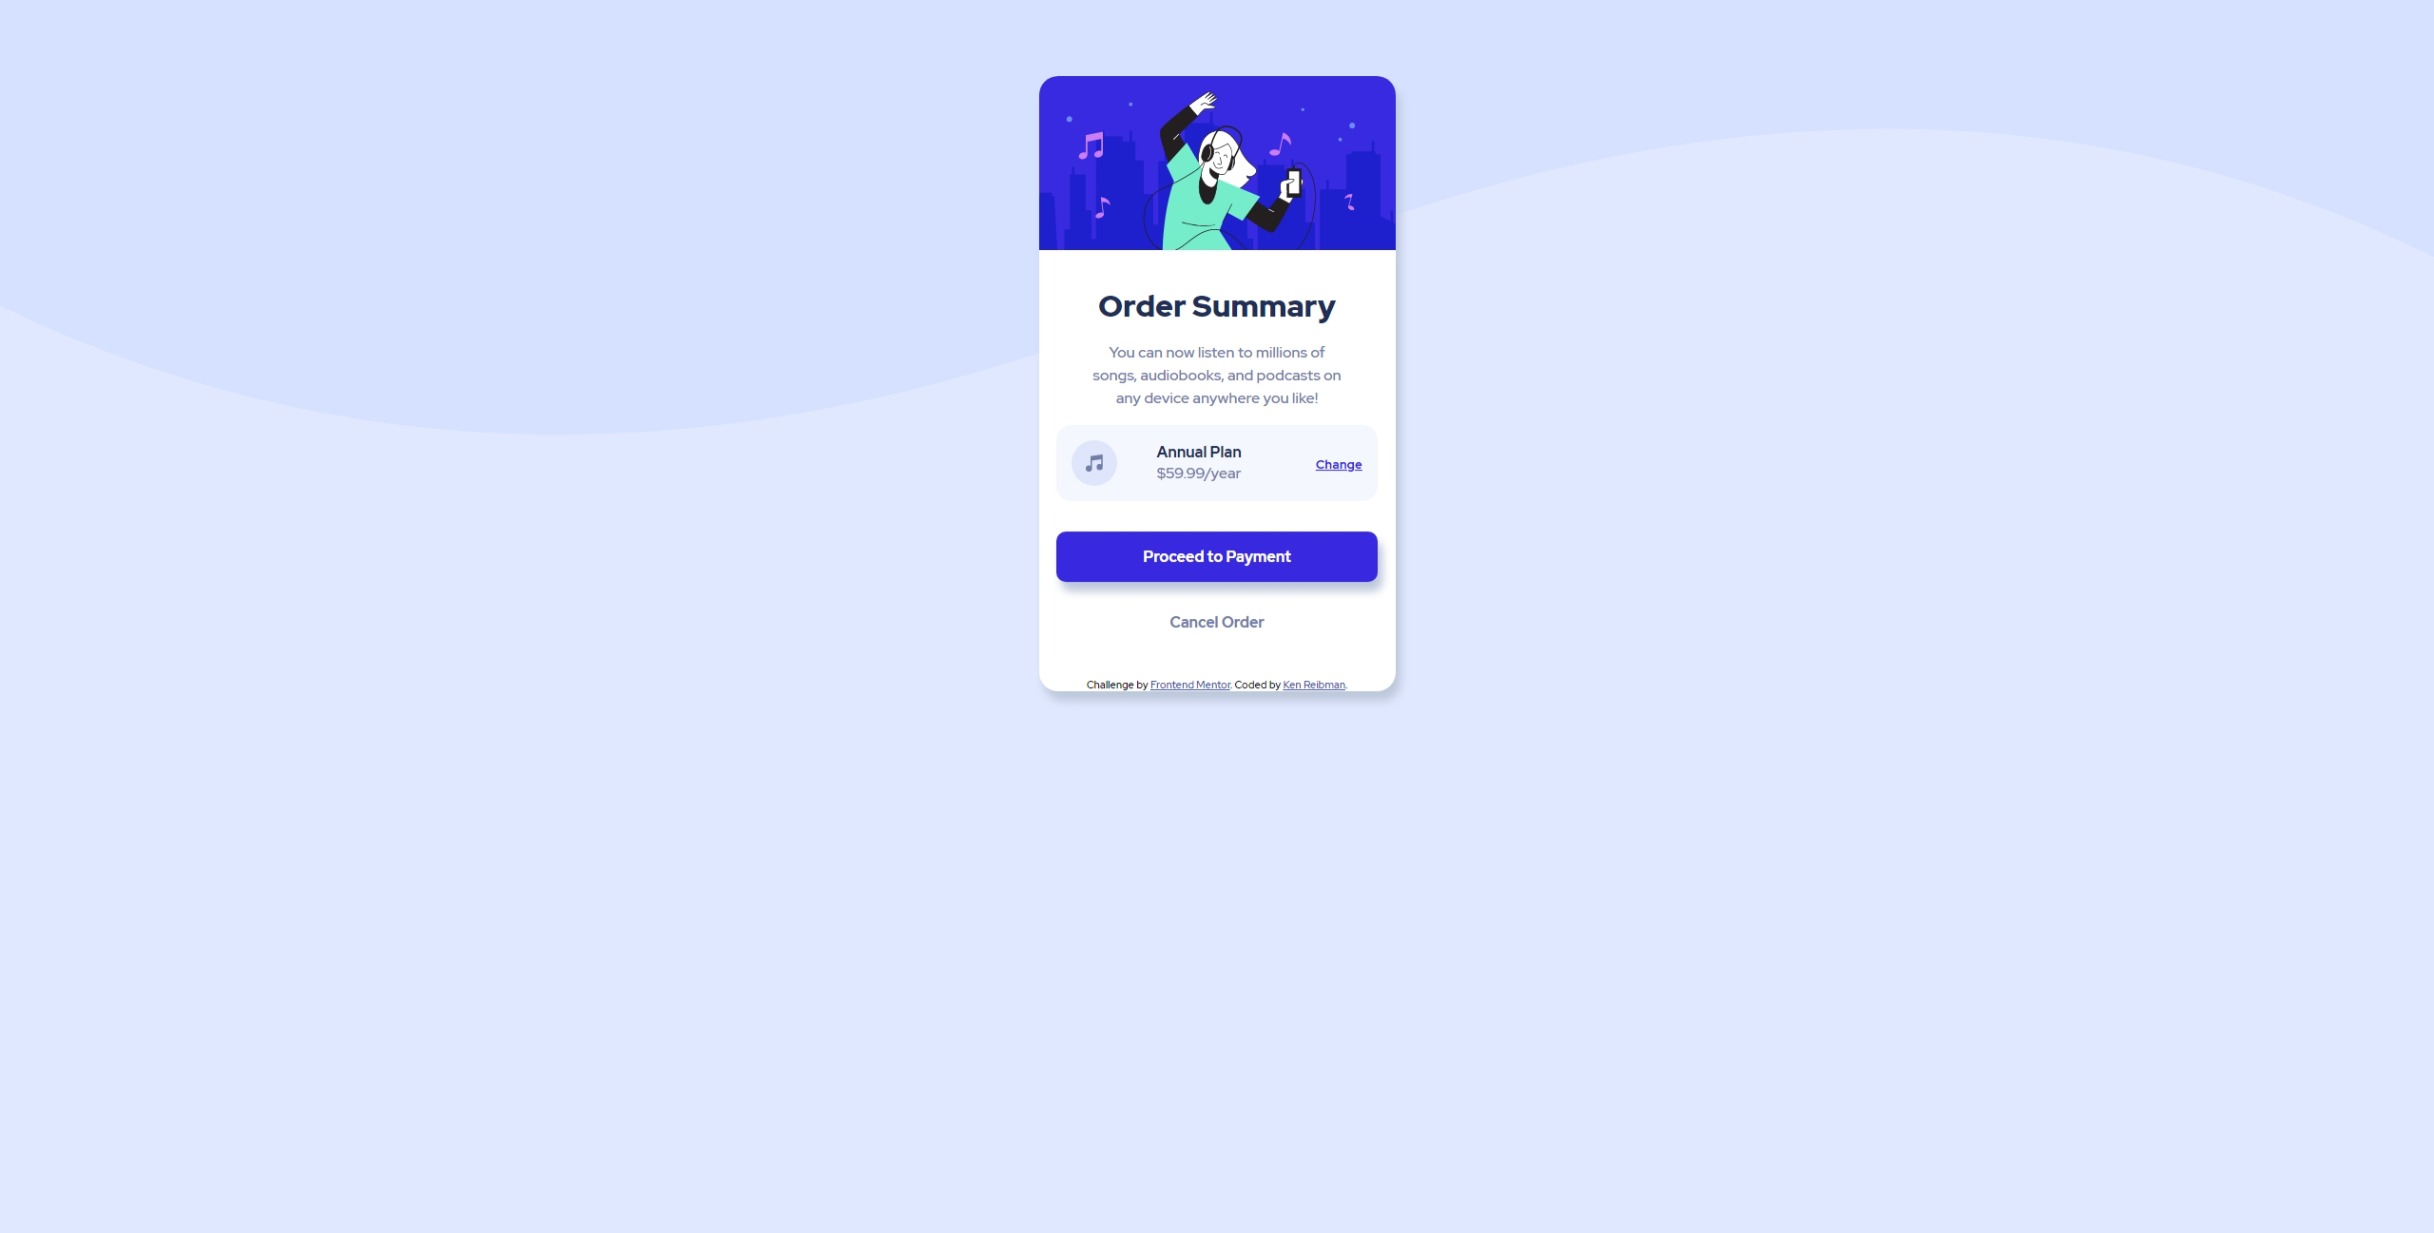 Order Summary
You can now listen to millions of
songs, audiobooks, and podcasts on
any device anywhere you like!
Annual Plan
$59.99/year
Change
Proceed to Payment
Cancel Order
Challenge by Frontend Mentor. Coded by Ken Reibman.